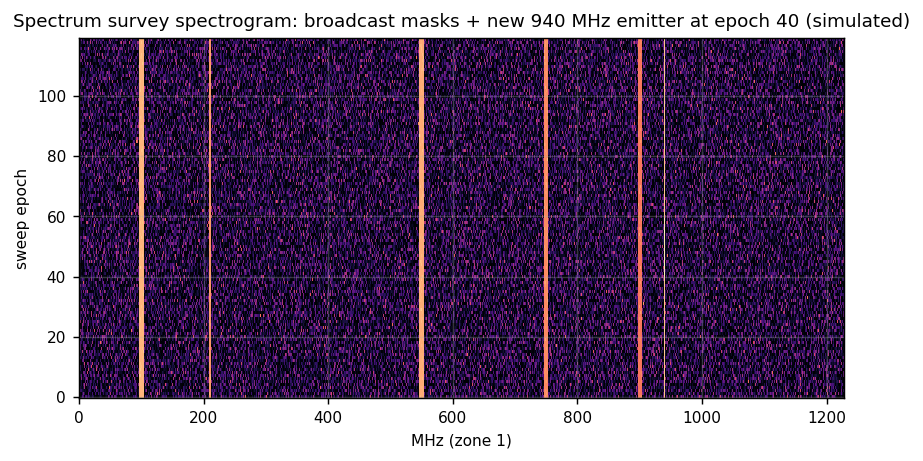 Spectrum survey spectrogram: broadcast masks + new 940 MHz emitter at epoch 40 (simulated)
sweep epoch
100
80
60
40
20
0
0 200 400 600 800 1000 1200
MHz (zone 1)